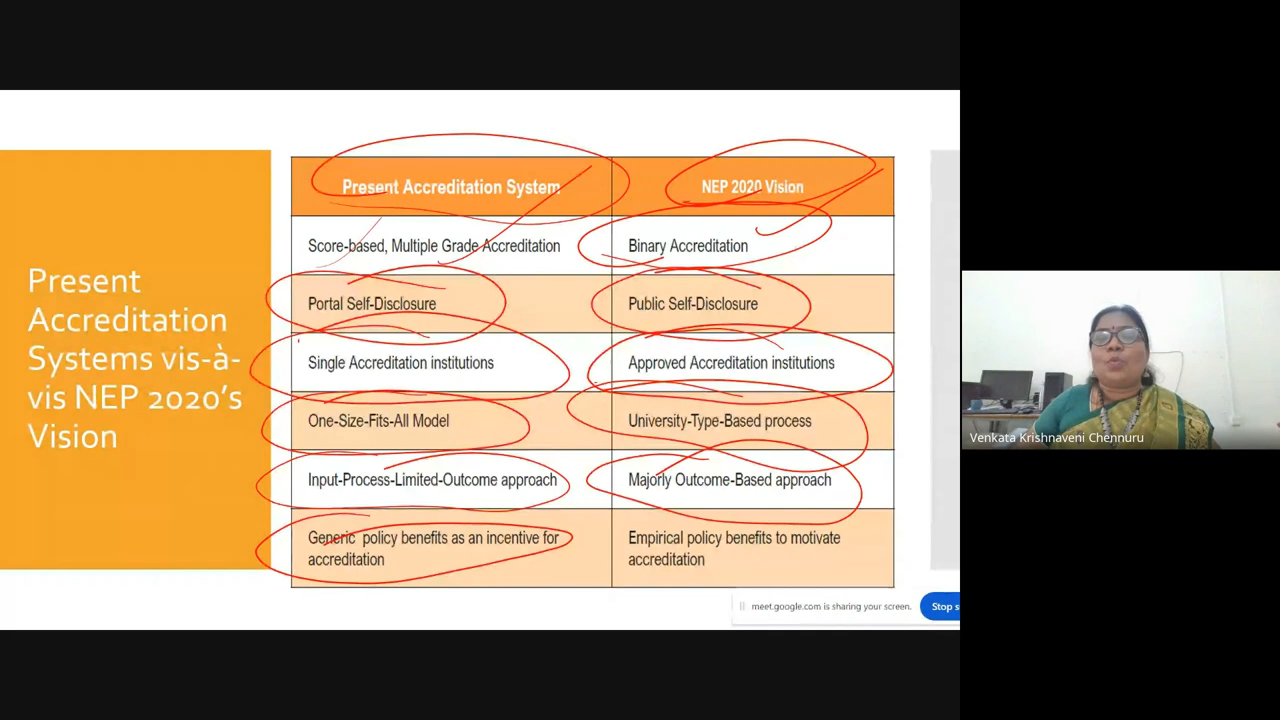 Present
Accreditation
Systems vis-à-
vis NEP 2020's
Vision
Present Accreditation System
NEP 2020 Vision
Score-based, Multiple Grade Accreditation
Binary Accreditation
Portal Self-Disclosure
Public Self-Disclosure
Single Accreditation institutions
Approved Accreditation institutions
One-Size-Fits-All Model
University-Type-Based process
Input-Process-Limited-Outcome approach
Majorly Outcome-Based approach
Generic policy benefits as an incentive for
accreditation
Empirical policy benefits to motivate
accreditation
meet.google.com is sharing your screen.
Stop s
Venkata Krishnaveni Chennuru